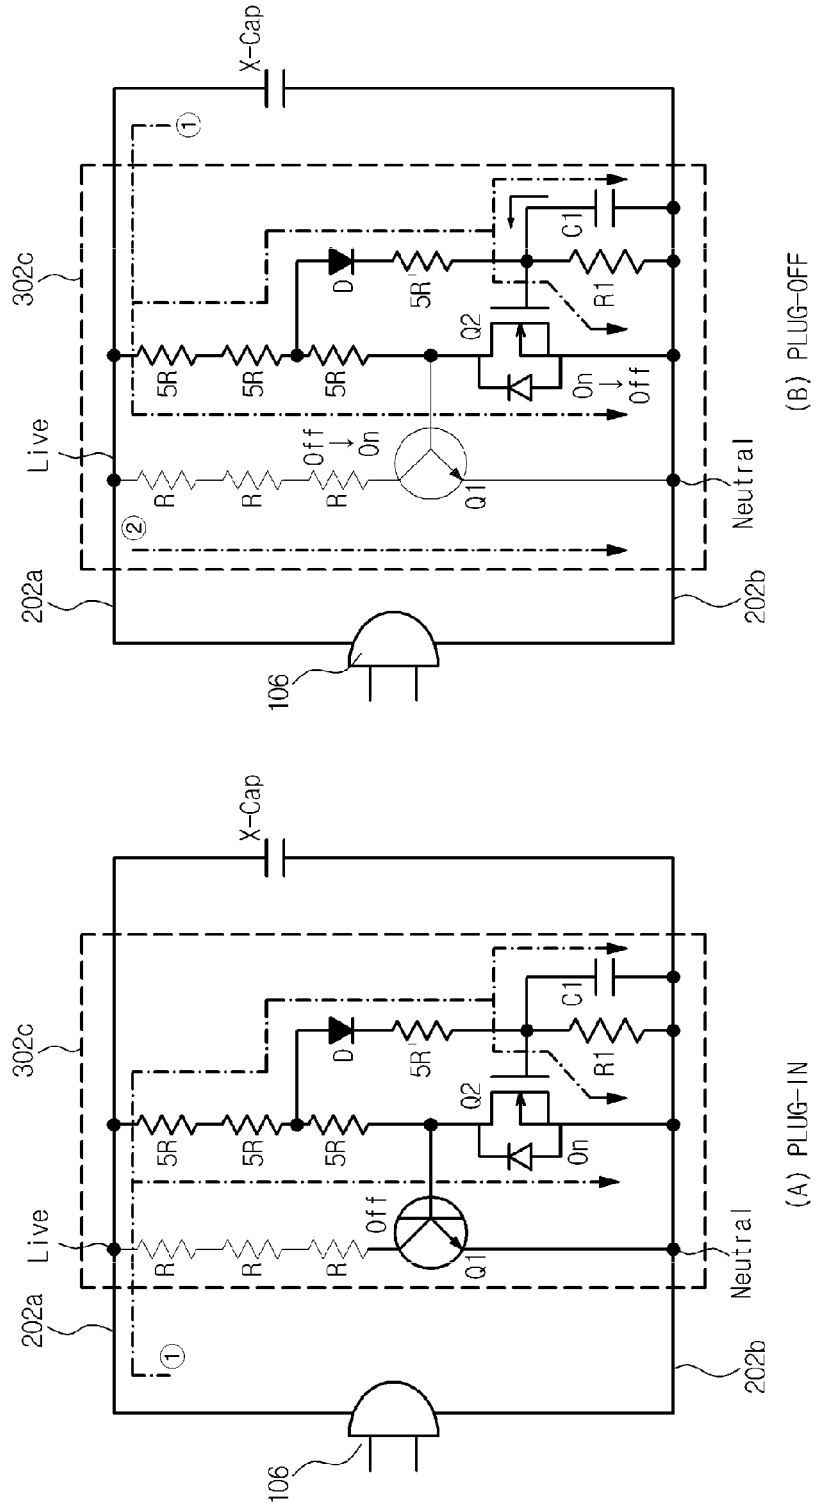 202a
Live
302c
①
R
5R
R
5R
X-Cap
106
R
5R
D
Off
5R'
Q1
Q2
On
R1
C1
202b
Neutral
(A) PLUG-IN
202a
Live
302c
②
①
R
5R
R
5R
X-Cap
106
R
5R
D
Off
→
On
5R'
Q1
Q2
On
→
Off
R1
C1
202b
Neutral
(B) PLUG-OFF